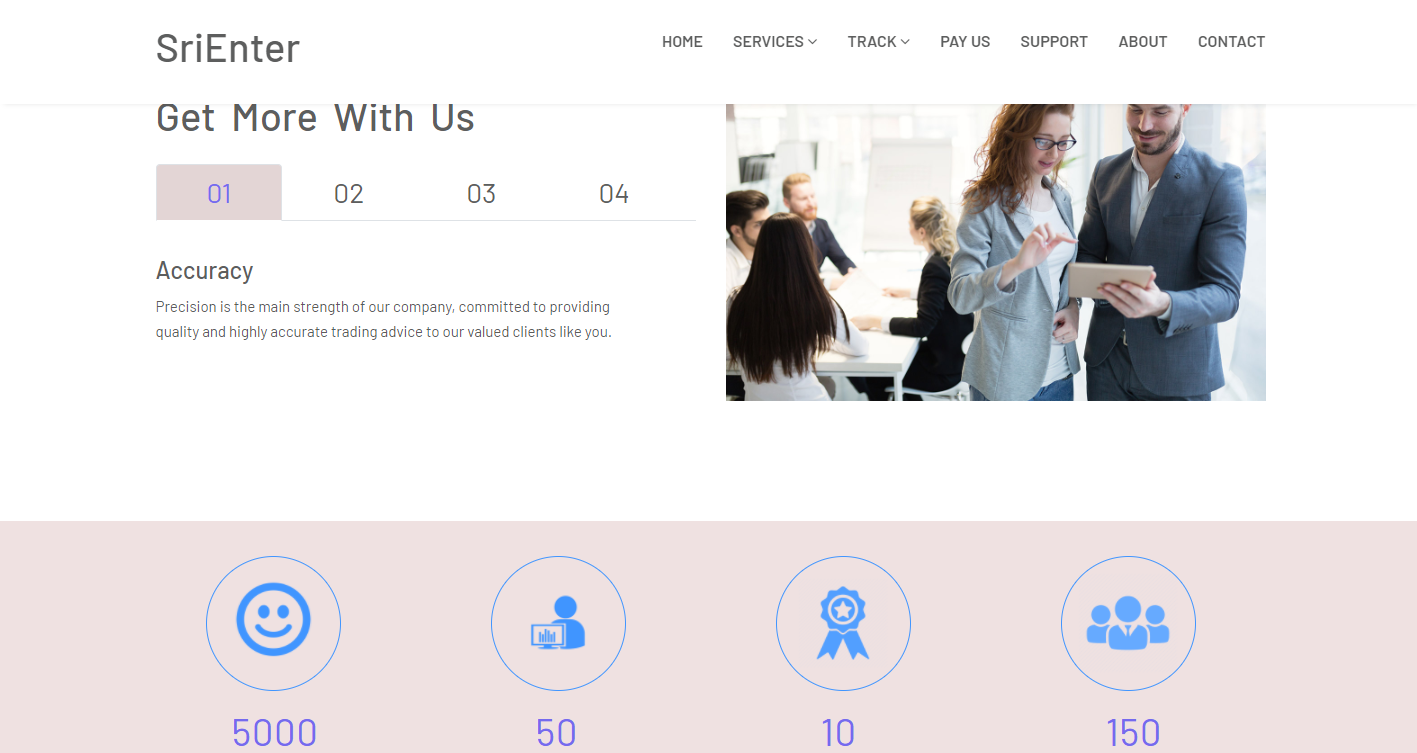 SriEnter
HOME SERVICES TRACK PAY US SUPPORT ABOUT CONTACT
Get More With Us
01 02 03 04
Accuracy
Precision is the main strength of our company, committed to providing
quality and highly accurate trading advice to our valued clients like you.
5000 50 10 150